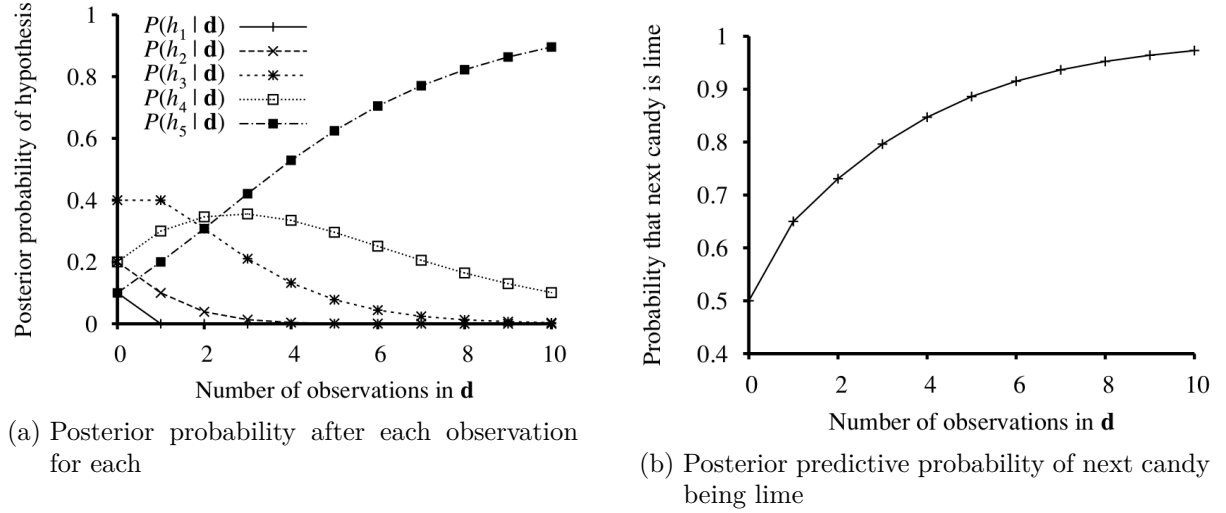 Posterior probability of hypothesis
1
0.8
0.6
0.4
0.2
0
P(h1 | d)
P(h2 | d)
P(h3 | d)
P(h4 | d)
P(h5 | d)
0 2 4 6 8 10
Number of observations in d
(a) Posterior probability after each observation
for each
Probability that next candy is lime
1
0.9
0.8
0.7
0.6
0.5
0.4
0 2 4 6 8 10
Number of observations in d
(b) Posterior predictive probability of next candy
being lime